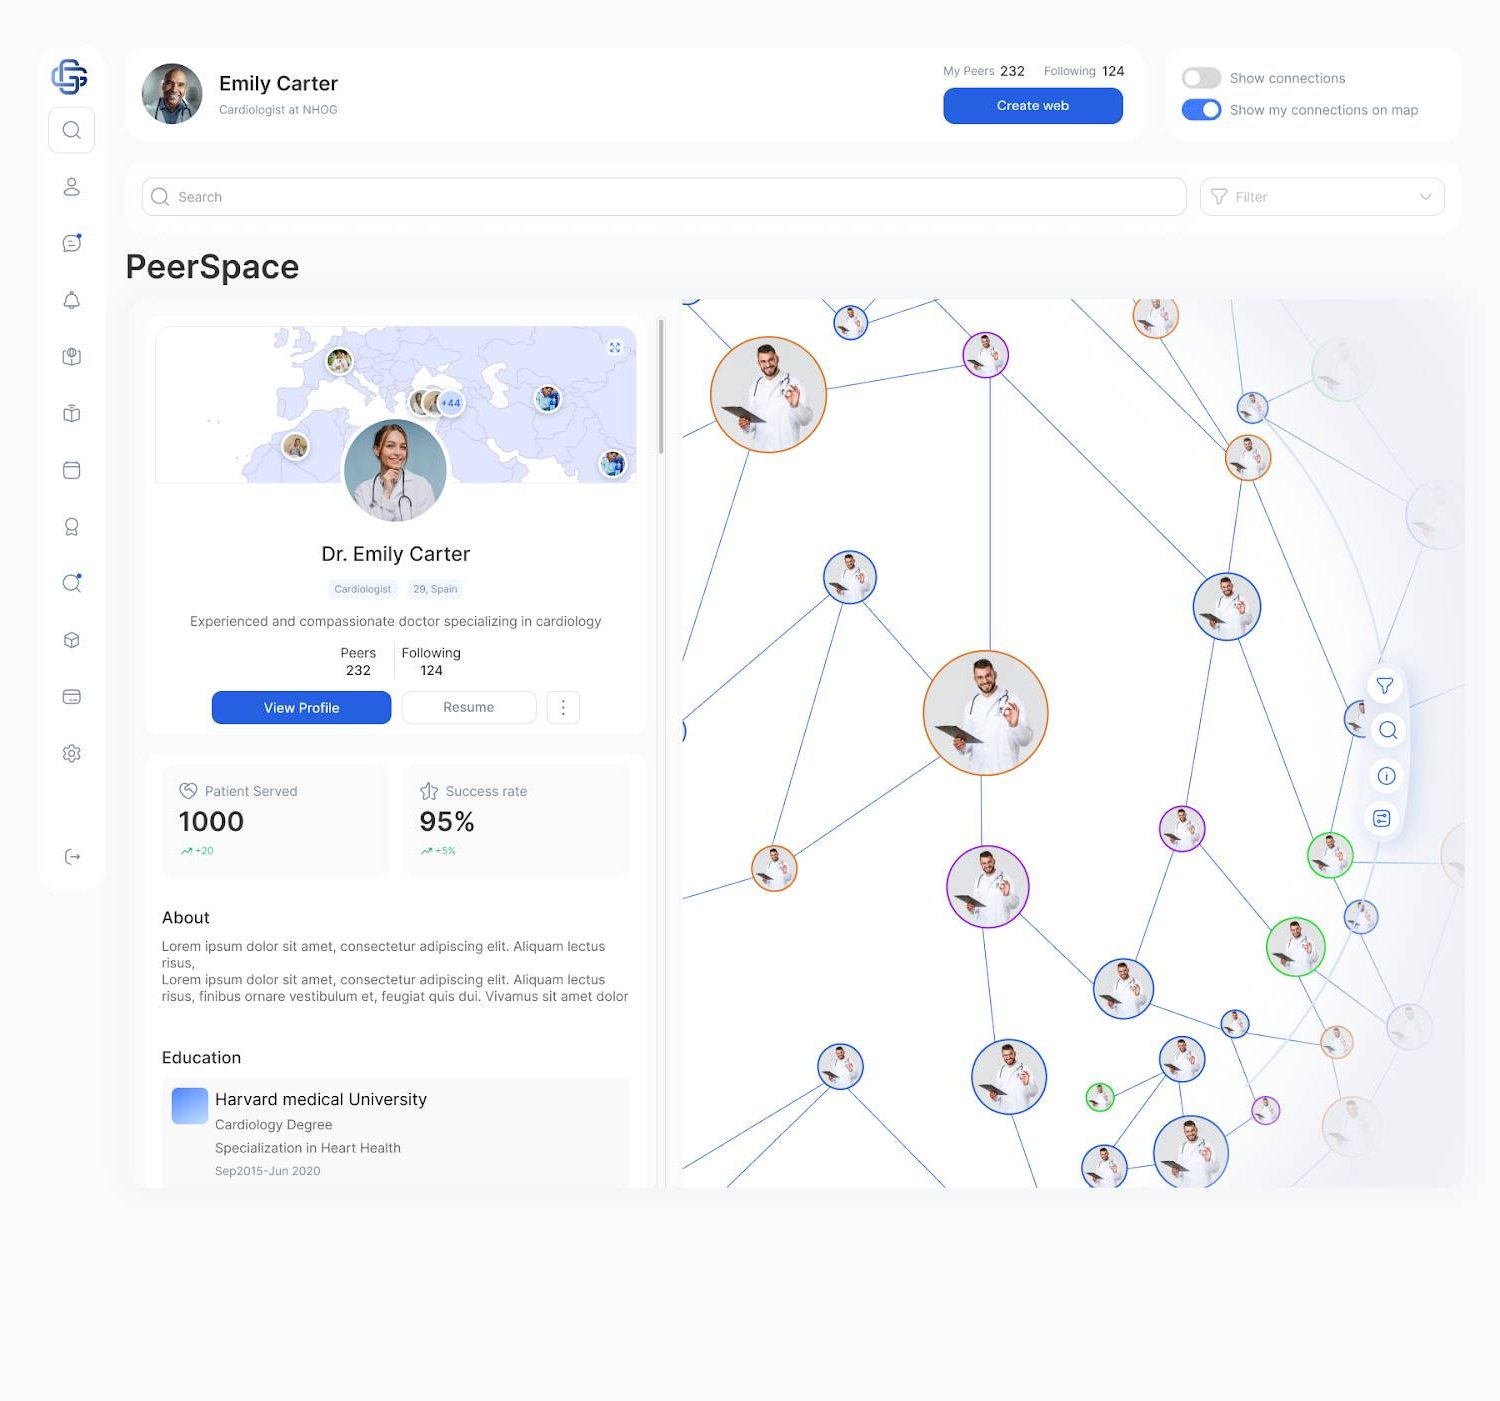 Emily Carter
Cardiologist at NHOG
My Peers 232 Following 124
Create web
Show connections
Show my connections on map
Search
Filter
PeerSpace
+44
Dr. Emily Carter
Cardiologist 29, Spain
Experienced and compassionate doctor specializing in cardiology
Peers Following
232 124
View Profile Resume
Patient Served
1000
+20
Success rate
95%
+5%
About
Lorem ipsum dolor sit amet, consectetur adipiscing elit. Aliquam lectus
risus,
Lorem ipsum dolor sit amet, consectetur adipiscing elit. Aliquam lectus
risus, finibus ornare vestibulum et, feugiat quis dui. Vivamus sit amet dolor
Education
Harvard medical University
Cardiology Degree
Specialization in Heart Health
Sep2015-Jun 2020